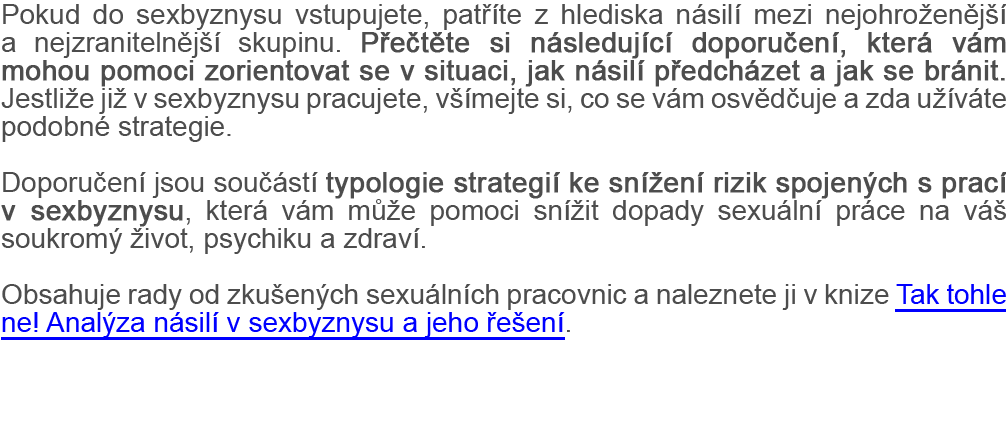 Pokud do sexbyznysu vstupujete, patříte z hlediska násilí mezi nejohroženější
a nejzranitelnější skupinu. Přečtěte si následující doporučení, která vám
mohou pomoci zorientovat se v situaci, jak násilí předcházet a jak se bránit.
Jestliže již v sexbyznysu pracujete, všímejte si, co se vám osvědčuje a zda užíváte
podobné strategie.
Doporučení jsou součástí typologie strategií ke snížení rizik spojených s prací
v sexbyznysu, která vám může pomoci snížit dopady sexuální práce na váš
soukromý život, psychiku a zdraví.
Obsahuje rady od zkušených sexuálních pracovnic a naleznete ji v knize Tak tohle
ne! Analýza násilí v sexbyznysu a jeho řešení.